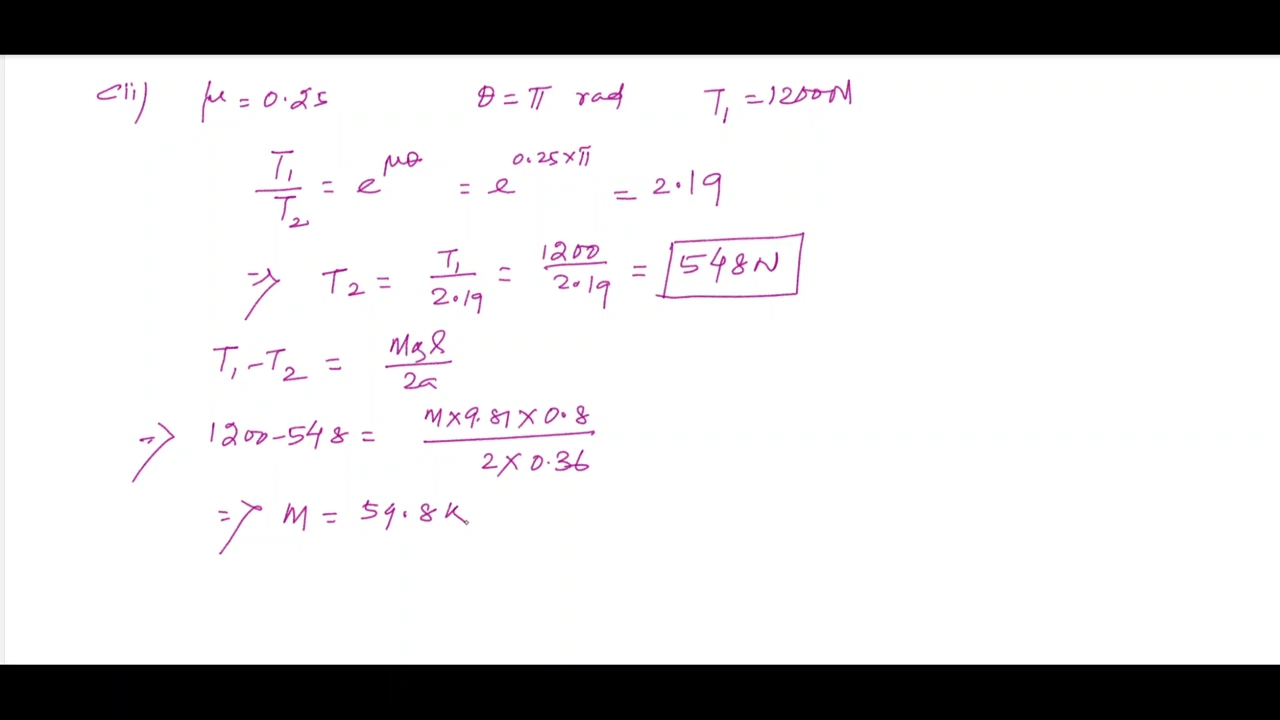 (ii) μ = 0.25 θ = π rad T₁ = 1200N
T₁/T₂ = e^μθ = e^0.25×π = 2.19
⇒ T₂ = T₁/2.19 = 1200/2.19 = 548N
T₁ - T₂ = Mgl/2a
⇒ 1200 - 548 = M×9.81×0.8/2×0.36
⇒ M = 59.8K